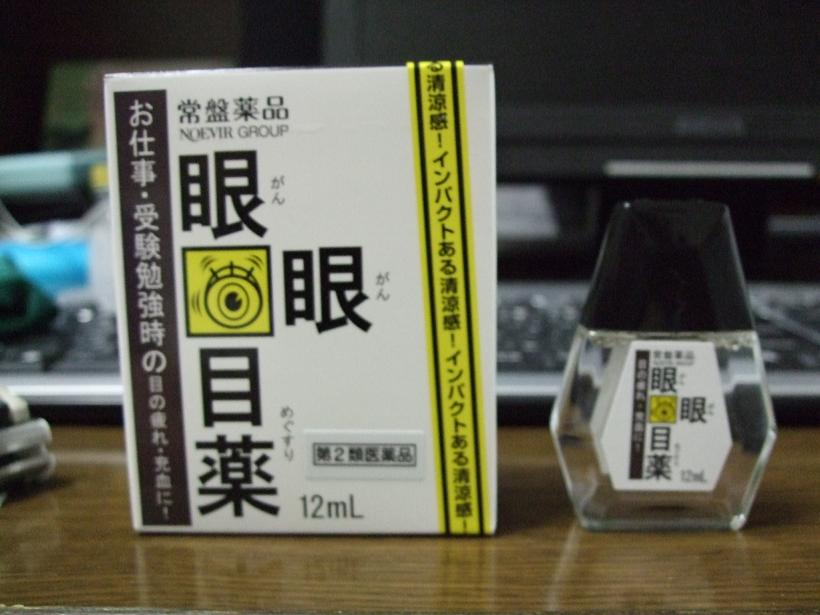 お仕事・受験勉強時の目の疲れ・充血に！
常盤薬品
NOEVIR GROUP
眼
がん
眼
がん
目薬
めぐすり
第2類医薬品
12mL
る清涼感！インパクトある清涼感！インパクトある清涼感！
常盤薬品
NOEVIR GROUP
目の疲れ・充血に！
眼
眼
目薬
12mL